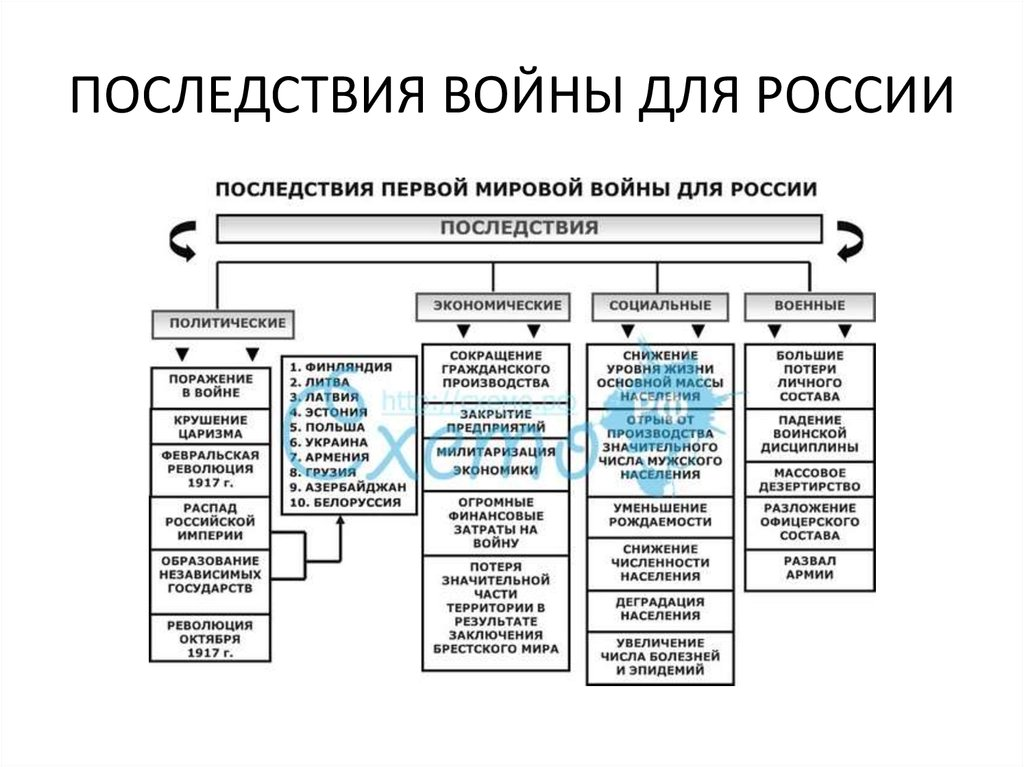 ПОСЛЕДСТВИЯ ВОЙНЫ ДЛЯ РОССИИ
ПОСЛЕДСТВИЯ ПЕРВОЙ МИРОВОЙ ВОЙНЫ ДЛЯ РОССИИ
ПОСЛЕДСТВИЯ
ПОЛИТИЧЕСКИЕ
ПОРАЖЕНИЕ
В ВОЙНЕ
КРУШЕНИЕ
ЦАРИЗМА
ФЕВРАЛЬСКАЯ
РЕВОЛЮЦИЯ
1917 г.
РАСПАД
РОССИЙСКОЙ
ИМПЕРИИ
ОБРАЗОВАНИЕ
НЕЗАВИСИМЫХ
ГОСУДАРСТВ
РЕВОЛЮЦИЯ
ОКТЯБРЯ
1917 г.
1. ФИНЛЯНДИЯ
2. ЛИТВА
3. ЛАТВИЯ
4. ЭСТОНИЯ
5. ПОЛЬША
6. УКРАИНА
7. АРМЕНИЯ
8. ГРУЗИЯ
9. АЗЕРБАЙДЖАН
10. БЕЛОРУССИЯ
ЭКОНОМИЧЕСКИЕ
СОКРАЩЕНИЕ
ГРАЖДАНСКОГО
ПРОИЗВОДСТВА
ЗАКРЫТИЕ
ПРЕДПРИЯТИЙ
МИЛИТАРИЗАЦИЯ
ЭКОНОМИКИ
ОГРОМНЫЕ
ФИНАНСОВЫЕ
ЗАТРАТЫ НА
ВОЙНУ
ПОТЕРЯ
ЗНАЧИТЕЛЬНОЙ
ЧАСТИ
ТЕРРИТОРИИ В
РЕЗУЛЬТАТЕ
ЗАКЛЮЧЕНИЯ
БРЕСТСКОГО МИРА
СОЦИАЛЬНЫЕ
СНИЖЕНИЕ
УРОВНЯ ЖИЗНИ
ОСНОВНОЙ МАССЫ
НАСЕЛЕНИЯ
ОТРЫВ ОТ
ПРОИЗВОДСТВА
ЗНАЧИТЕЛЬНОГО
ЧИСЛА МУЖСКОГО
НАСЕЛЕНИЯ
УМЕНЬШЕНИЕ
РОЖДАЕМОСТИ
СНИЖЕНИЕ
ЧИСЛЕННОСТИ
НАСЕЛЕНИЯ
ДЕГРАДАЦИЯ
НАСЕЛЕНИЯ
УВЕЛИЧЕНИЕ
ЧИСЛА БОЛЕЗНЕЙ
И ЭПИДЕМИЙ
ВОЕННЫЕ
БОЛЬШИЕ
ПОТЕРИ
ЛИЧНОГО
СОСТАВА
ПАДЕНИЕ
ВОИНСКОЙ
ДИСЦИПЛИНЫ
МАССОВОЕ
ДЕЗЕРТИРСТВО
РАЗЛОЖЕНИЕ
ОФИЦЕРСКОГО
СОСТАВА
РАЗВАЛ
АРМИИ
http://схемо.рф
Схемо
РФ